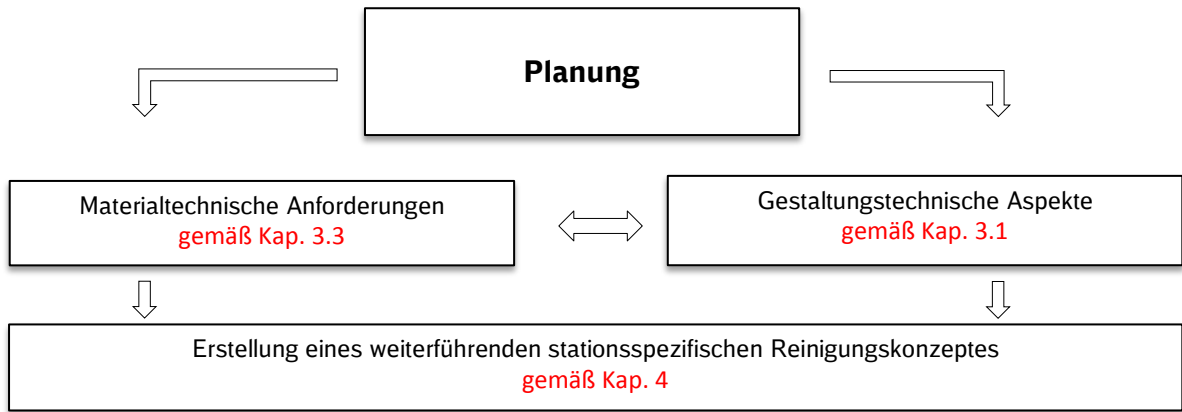 Planung
Materialtechnische Anforderungen
gemäß Kap. 3.3
Gestaltungstechnische Aspekte
gemäß Kap. 3.1
Erstellung eines weiterführenden stationsspezifischen Reinigungskonzeptes
gemäß Kap. 4